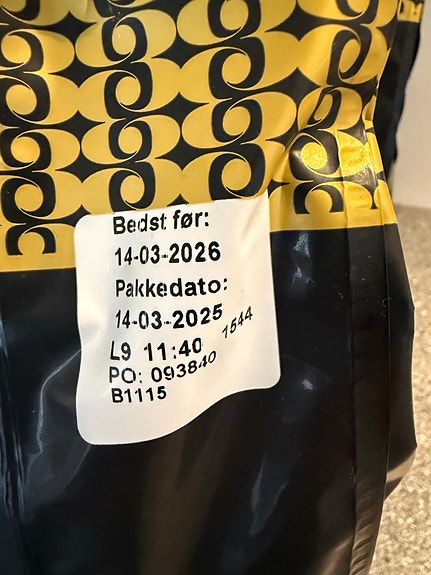 Bedst før:
14-03-2026
Pakkedato:
14-03-2025
L9 11:40 1544
PO: 093840
B1115